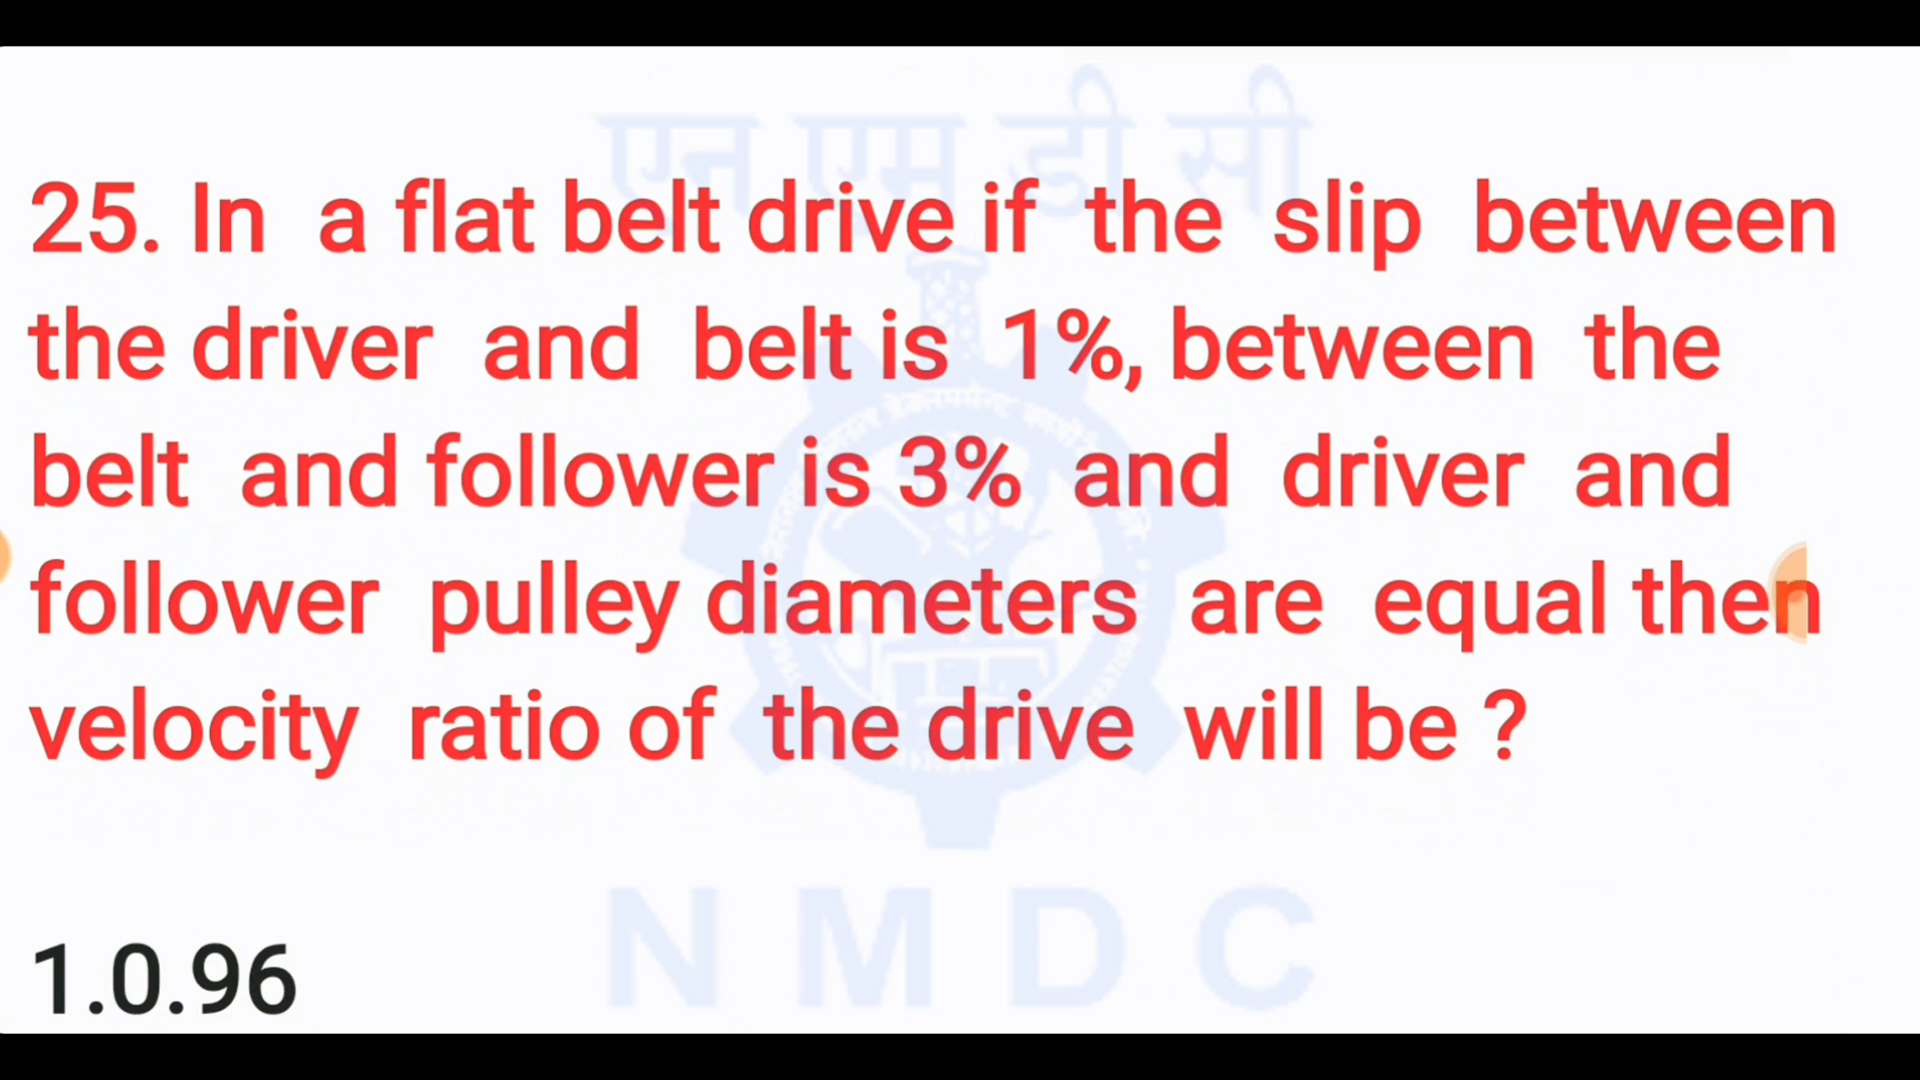 एन एम डी सी
25. In a flat belt drive if the slip between
the driver and belt is 1%, between the
belt and follower is 3% and driver and
follower pulley diameters are equal then
velocity ratio of the drive will be ?
N M D C
1.0.96